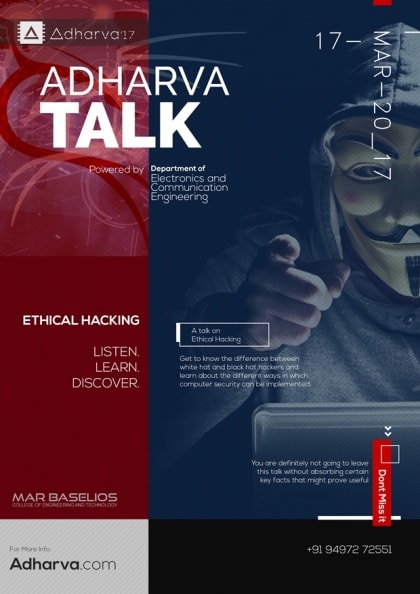 Adharva'17
17—
MAR—20_17
ADHARVA
TALK
Powered by
Department of
Electronics and
Communication
Engineering
ETHICAL HACKING
LISTEN.
LEARN.
DISCOVER.
A talk on
Ethical Hacking
Get to know the difference between
white hat and black hat hackers and
learn about the different ways in which
computer security can be implemented.
You are definitely not going to leave
this talk without absorbing certain
key facts that might prove useful
Dont Miss it
MAR BASELIOS
COLLEGE OF ENGINEERING AND TECHNOLOGY
For More Info:
Adharva.com
+91 94972 72551